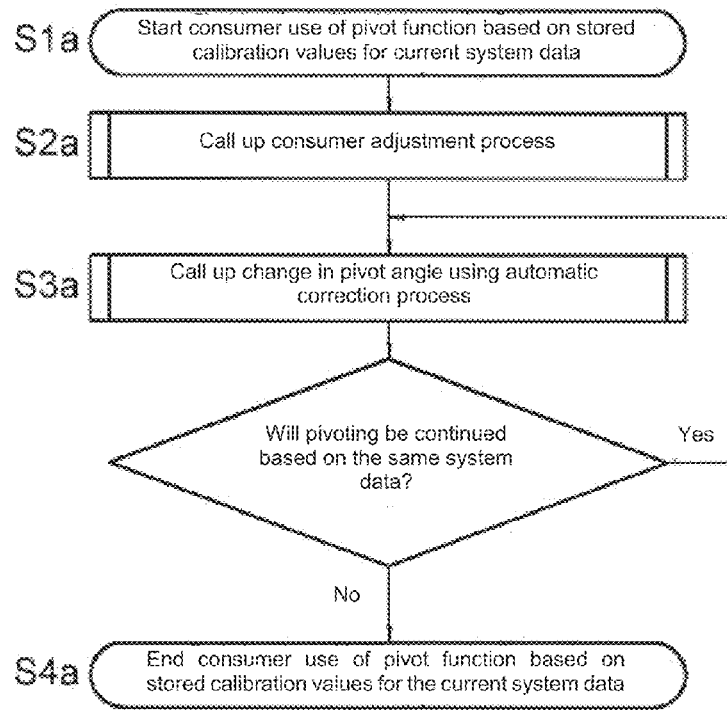 S1a
Start consumer use of pivot function based on stored
calibration values for current system data
S2a
Call up consumer adjustment process
S3a
Call up change in pivot angle using automatic
correction process
Will pivoting be continued
based on the same system
data?
Yes
No
S4a
End consumer use of pivot function based on
stored calibration values for the current system data